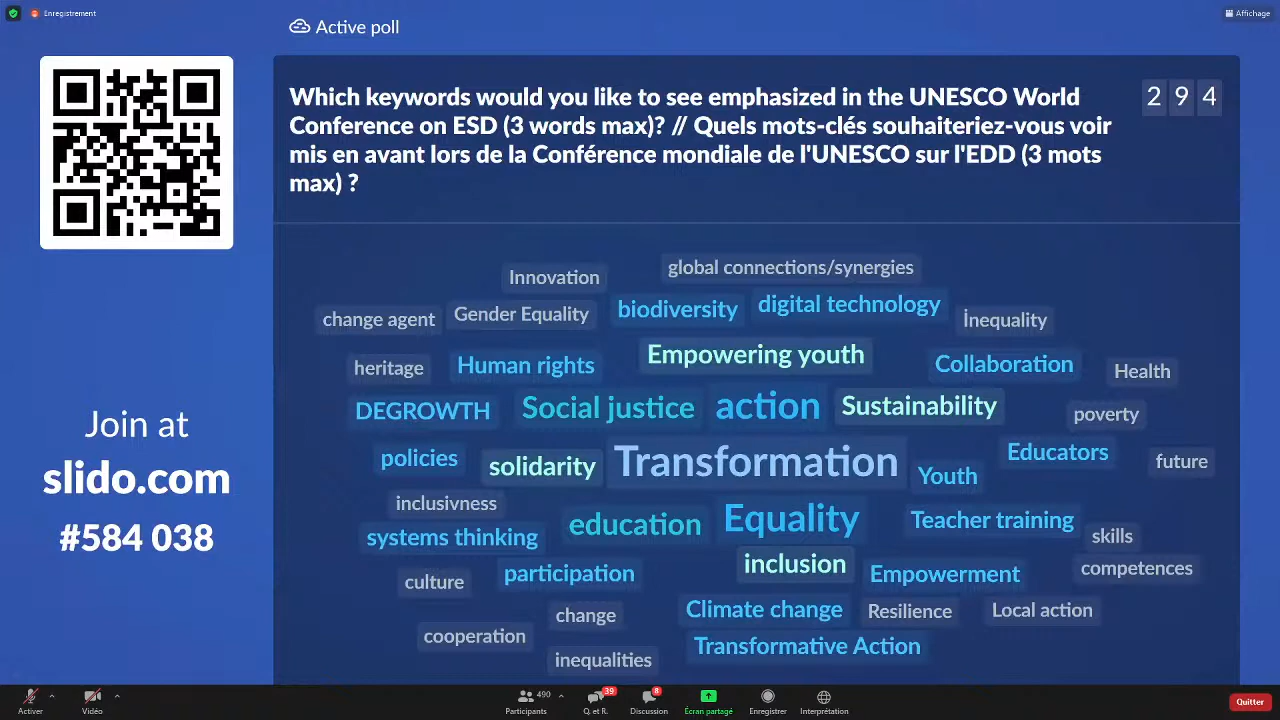 Enregistrement
Affichage
Active poll
Which keywords would you like to see emphasized in the UNESCO World
Conference on ESD (3 words max)? // Quels mots-clés souhaiteriez-vous voir
mis en avant lors de la Conférence mondiale de l'UNESCO sur l'EDD (3 mots
max) ?
294
Join at
slido.com
#584 038
Innovation
global connections/synergies
change agent
Gender Equality
biodiversity
digital technology
İnequality
heritage
Human rights
Empowering youth
Collaboration
Health
DEGROWTH
Social justice
action
Sustainability
poverty
policies
solidarity
Transformation
Youth
Educators
future
inclusivness
systems thinking
education
Equality
Teacher training
skills
culture
participation
inclusion
Empowerment
competences
change
Climate change
Resilience
Local action
cooperation
inequalities
Transformative Action
Activer
Vidéo
490
Participants
39
Q. et R.
8
Discussion
Écran partagé
Enregistrer
Interprétation
Quitter